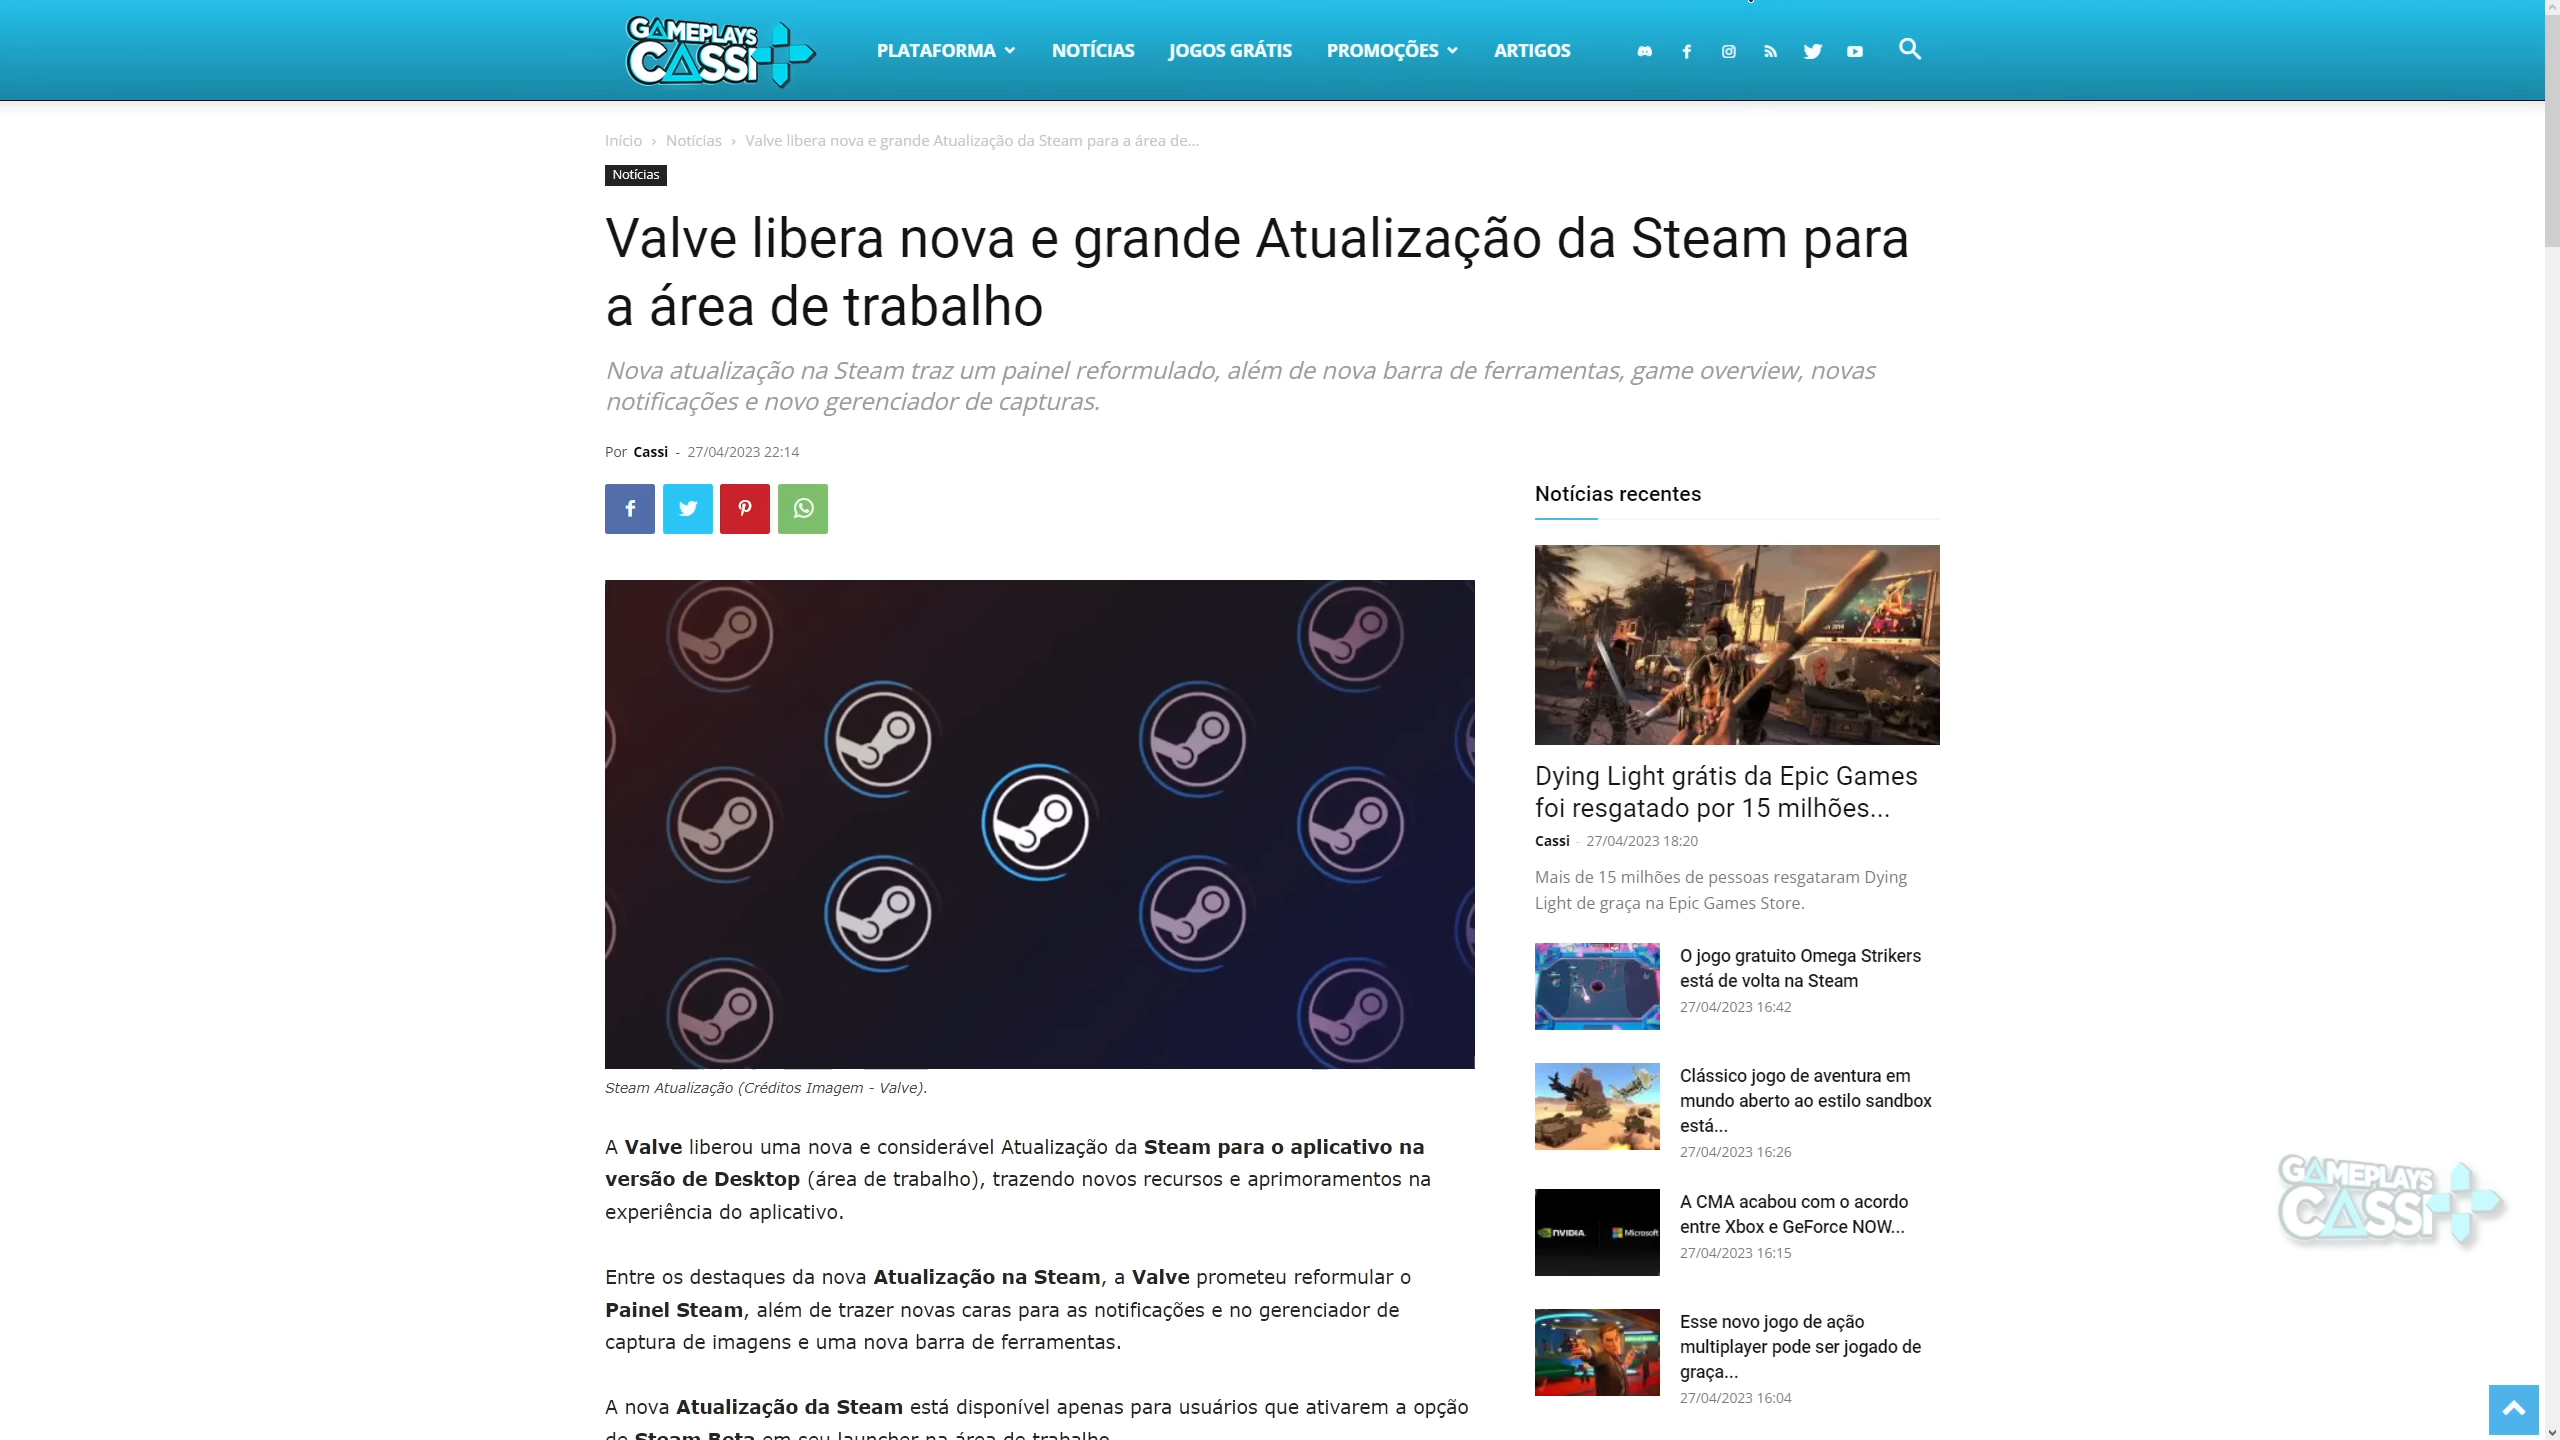 GAMEPLAYS
CASSI
PLATAFORMA
NOTÍCIAS
JOGOS GRÁTIS
PROMOÇÕES
ARTIGOS
Início › Notícias › Valve libera nova e grande Atualização da Steam para a área de...
Notícias
Valve libera nova e grande Atualização da Steam para
a área de trabalho
Nova atualização na Steam traz um painel reformulado, além de nova barra de ferramentas, game overview, novas
notificações e novo gerenciador de capturas.
Por Cassi - 27/04/2023 22:14
Steam Atualização (Créditos Imagem - Valve).
A Valve liberou uma nova e considerável Atualização da Steam para o aplicativo na
versão de Desktop (área de trabalho), trazendo novos recursos e aprimoramentos na
experiência do aplicativo.
Entre os destaques da nova Atualização na Steam, a Valve prometeu reformular o
Painel Steam, além de trazer novas caras para as notificações e no gerenciador de
captura de imagens e uma nova barra de ferramentas.
A nova Atualização da Steam está disponível apenas para usuários que ativarem a opção
de Steam Beta em seu launcher na área de trabalho.
Notícias recentes
Dying Light grátis da Epic Games
foi resgatado por 15 milhões...
Cassi - 27/04/2023 18:20
Mais de 15 milhões de pessoas resgataram Dying
Light de graça na Epic Games Store.
O jogo gratuito Omega Strikers
está de volta na Steam
27/04/2023 16:42
Clássico jogo de aventura em
mundo aberto ao estilo sandbox
está...
27/04/2023 16:26
NVIDIA
Microsoft
A CMA acabou com o acordo
entre Xbox e GeForce NOW...
27/04/2023 16:15
Esse novo jogo de ação
multiplayer pode ser jogado de
graça...
27/04/2023 16:04
GAMEPLAYS
CASSI